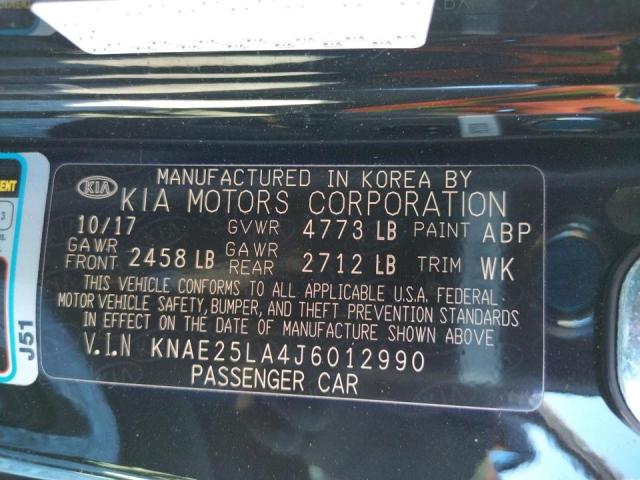 MANUFACTURED IN KOREA BY
KIA KIA MOTORS CORPORATION
10/17 GVWR 4773 LB PAINT ABP
GAWR FRONT 2458 LB GAWR REAR 2712 LB TRIM WK
THIS VEHICLE CONFORMS TO ALL APPLICABLE U.S.A. FEDERAL
MOTOR VEHICLE SAFETY, BUMPER, AND THEFT PREVENTION STANDARDS
IN EFFECT ON THE DATE OF MANUFACTURE SHOWN ABOVE
V.I.N KNAE25LA4J6012990
PASSENGER CAR
J51
3